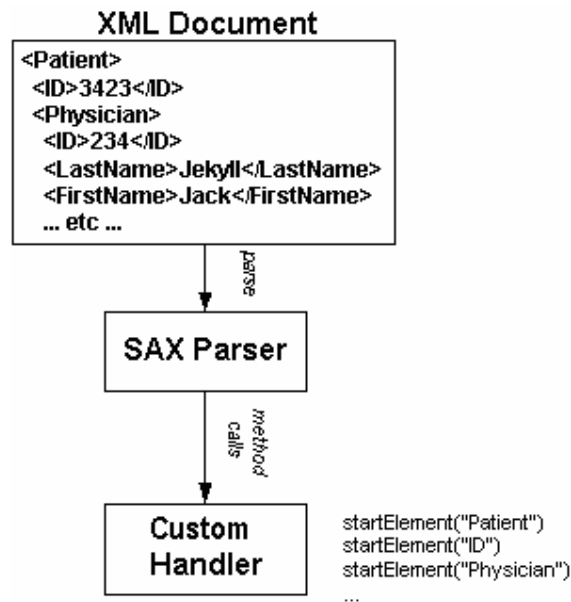 XML Document
<Patient>
<ID>3423</ID>
<Physician>
<ID>234</ID>
<LastName>Jekyll</LastName>
<FirstName>Jack</FirstName>
... etc ...
parse
SAX Parser
method
calls
Custom
Handler
startElement("Patient")
startElement("ID")
startElement("Physician")
...